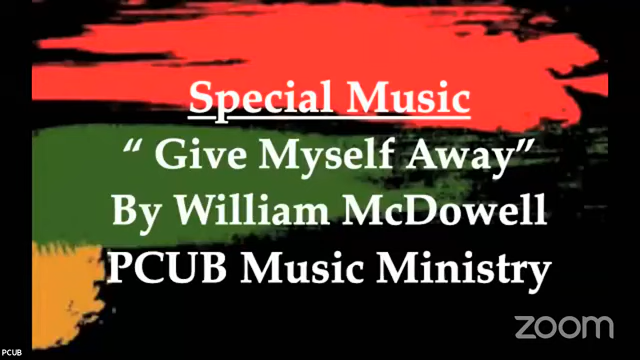 Special Music
“ Give Myself Away”
By William McDowell
PCUB Music Ministry
zoom
PCUB